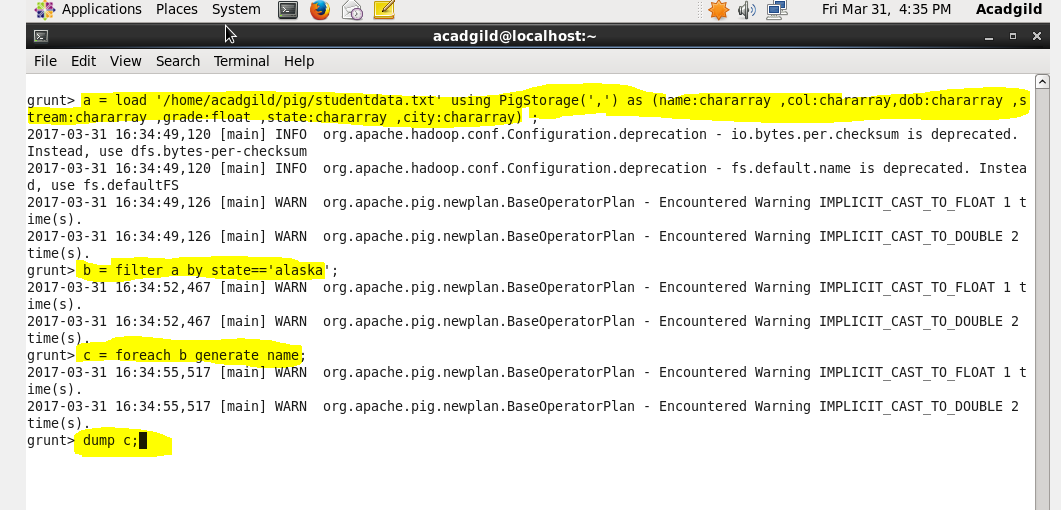 Applications Places System Fri Mar 31, 4:35 PM Acadgild
acadgild@localhost:~
File Edit View Search Terminal Help
grunt> a = load '/home/acadgild/pig/studentdata.txt' using PigStorage(',') as (name:chararray ,col:chararray,dob:chararray ,s
tream:chararray ,grade:float ,state:chararray ,city:chararray) ;
2017-03-31 16:34:49,120 [main] INFO  org.apache.hadoop.conf.Configuration.deprecation - io.bytes.per.checksum is deprecated.
Instead, use dfs.bytes-per-checksum
2017-03-31 16:34:49,120 [main] INFO  org.apache.hadoop.conf.Configuration.deprecation - fs.default.name is deprecated. Instea
d, use fs.defaultFS
2017-03-31 16:34:49,126 [main] WARN  org.apache.pig.newplan.BaseOperatorPlan - Encountered Warning IMPLICIT_CAST_TO_FLOAT 1 t
ime(s).
2017-03-31 16:34:49,126 [main] WARN  org.apache.pig.newplan.BaseOperatorPlan - Encountered Warning IMPLICIT_CAST_TO_DOUBLE 2
time(s).
grunt> b = filter a by state=='alaska';
2017-03-31 16:34:52,467 [main] WARN  org.apache.pig.newplan.BaseOperatorPlan - Encountered Warning IMPLICIT_CAST_TO_FLOAT 1 t
ime(s).
2017-03-31 16:34:52,467 [main] WARN  org.apache.pig.newplan.BaseOperatorPlan - Encountered Warning IMPLICIT_CAST_TO_DOUBLE 2
time(s).
grunt> c = foreach b generate name;
2017-03-31 16:34:55,517 [main] WARN  org.apache.pig.newplan.BaseOperatorPlan - Encountered Warning IMPLICIT_CAST_TO_FLOAT 1 t
ime(s).
2017-03-31 16:34:55,517 [main] WARN  org.apache.pig.newplan.BaseOperatorPlan - Encountered Warning IMPLICIT_CAST_TO_DOUBLE 2
time(s).
grunt> dump c;